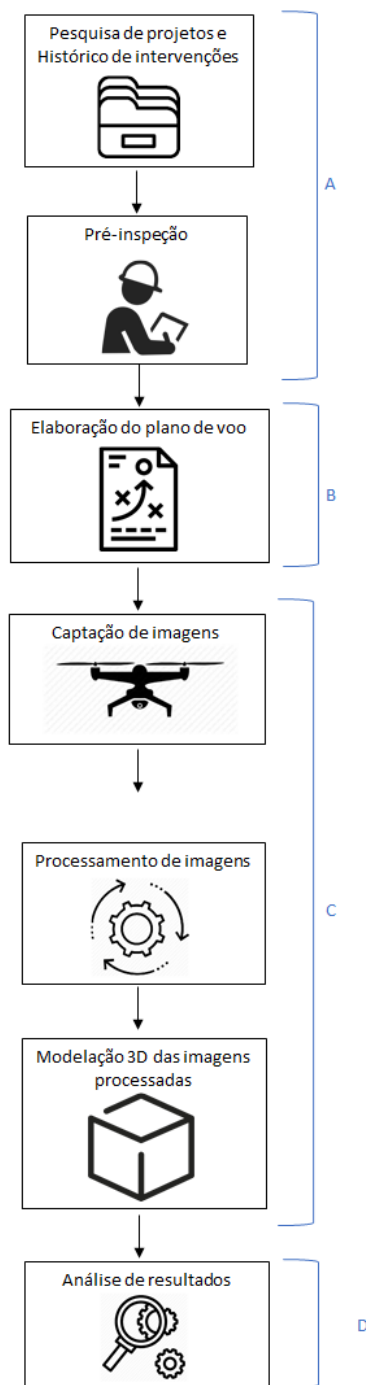 Pesquisa de projetos e
Histórico de intervenções
A
Pré-inspeção
Elaboração do plano de voo
B
Captação de imagens
Processamento de imagens
C
Modelação 3D das imagens
processadas
Análise de resultados
D